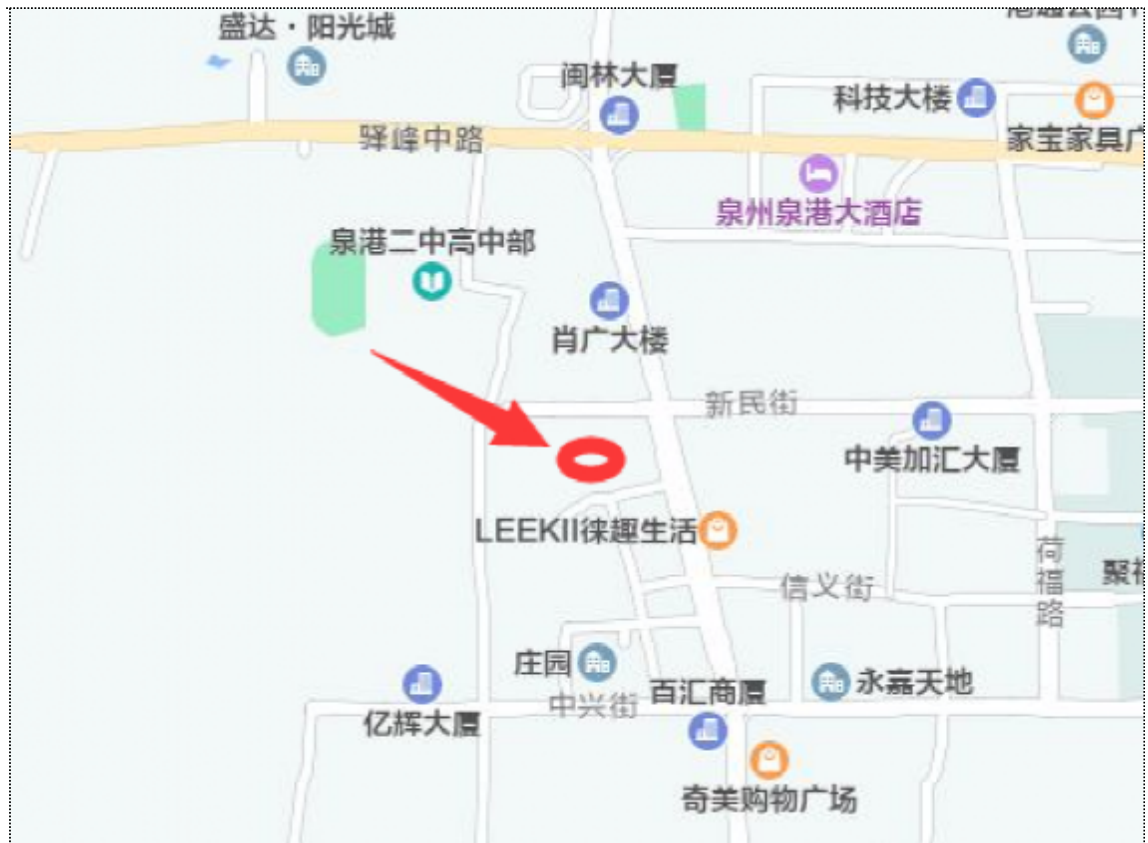 盛达·阳光城
闽林大厦
科技大楼
驿峰中路
泉州泉港大酒店
泉港二中高中部
肖广大楼
新民街
中美加汇大厦
LEEKII徕趣生活
信义街
荷福路
庄园
中兴街
百汇商厦
永嘉天地
亿辉大厦
奇美购物广场
家宝家具广